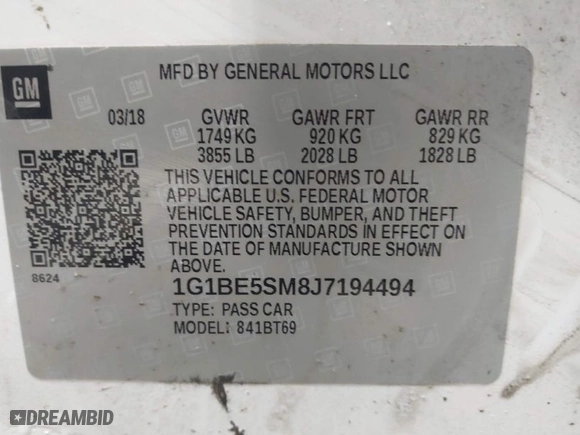 GM
MFD BY GENERAL MOTORS LLC
03/18 GVWR GAWR FRT GAWR RR
1749 KG 920 KG 829 KG
3855 LB 2028 LB 1828 LB
THIS VEHICLE CONFORMS TO ALL
APPLICABLE U.S. FEDERAL MOTOR
VEHICLE SAFETY, BUMPER, AND THEFT
PREVENTION STANDARDS IN EFFECT ON
THE DATE OF MANUFACTURE SHOWN
ABOVE.
8624
1G1BE5SM8J7194494
TYPE: PASS CAR
MODEL: 841BT69
DREAMBID